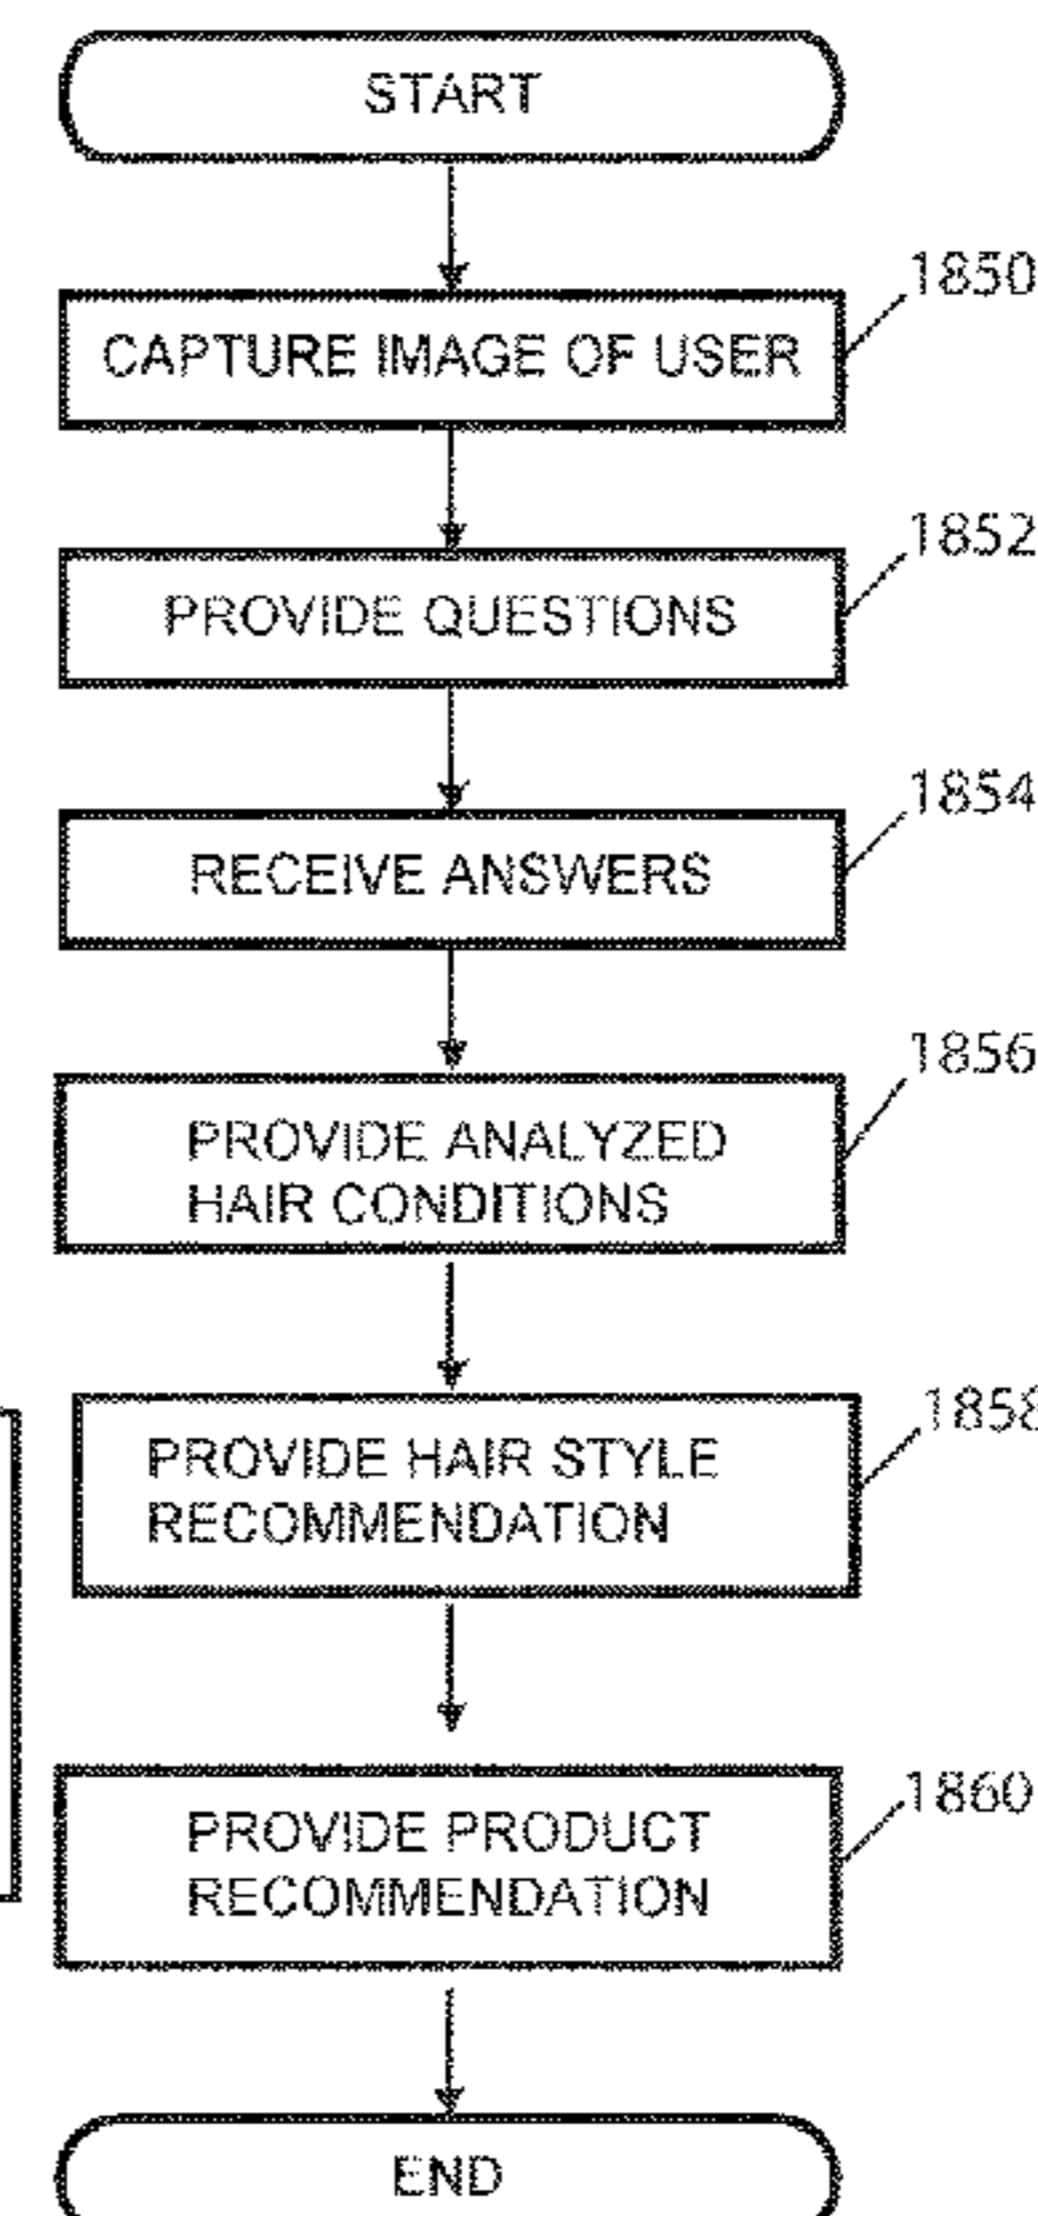 START
1850
CAPTURE IMAGE OF USER
1852
PROVIDE QUESTIONS
1854
RECEIVE ANSWERS
1856
PROVIDE ANALYZED
HAIR CONDITIONS
1858
PROVIDE HAIR STYLE
RECOMMENDATION
1860
PROVIDE PRODUCT
RECOMMENDATION
END